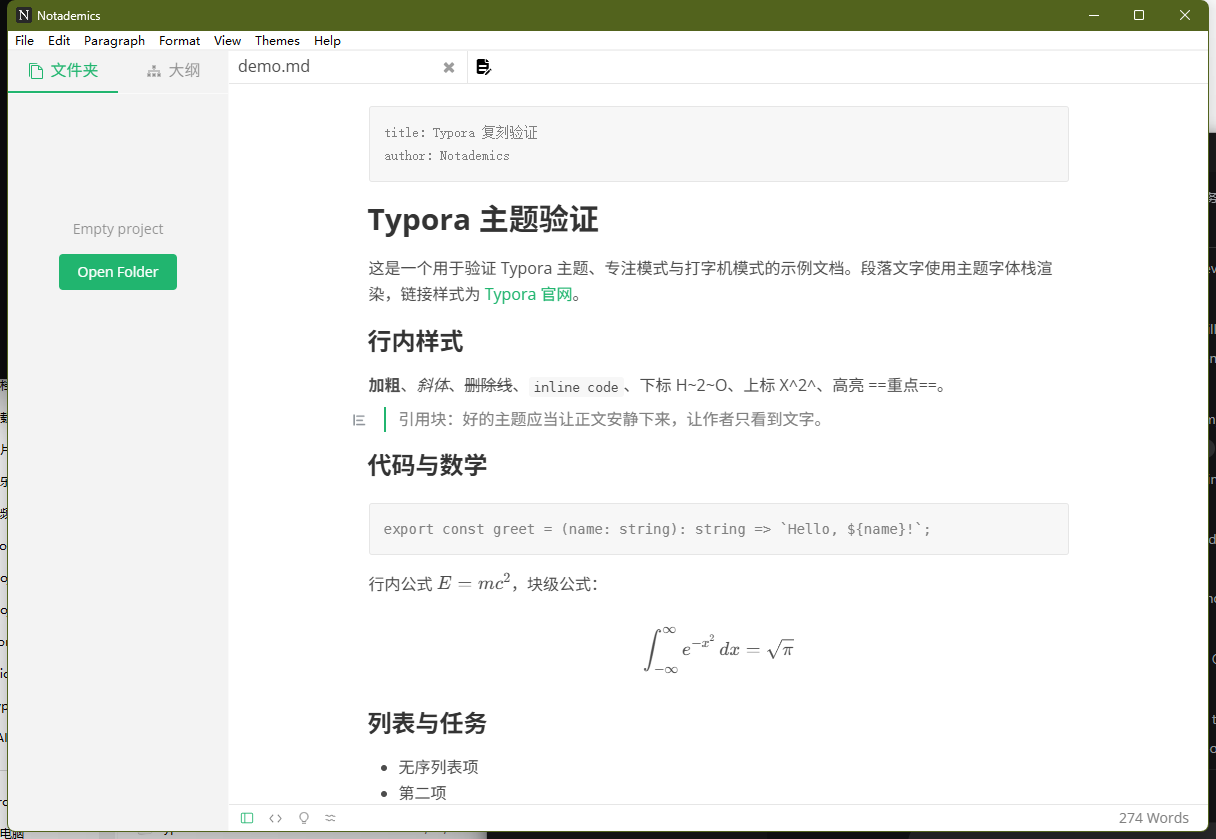 Notademics
File Edit Paragraph Format View Themes Help
文件夹 大纲
demo.md
Empty project
Open Folder
title: Typora 复刻验证
author: Notademics
Typora 主题验证
这是一个用于验证 Typora 主题、专注模式与打字机模式的示例文档。段落文字使用主题字体栈渲
染，链接样式为 Typora 官网。
行内样式
加粗、斜体、删除线、 inline code 、下标 H~2~O、上标 X^2^、高亮 ==重点==。
引用块：好的主题应当让正文安静下来，让作者只看到文字。
代码与数学
export const greet = (name: string): string => `Hello, ${name}!`;
行内公式 E = mc²，块级公式：
∫_{-∞}^{∞} e^{-x²} dx = √π
列表与任务
• 无序列表项
• 第二项
274 Words
电脑